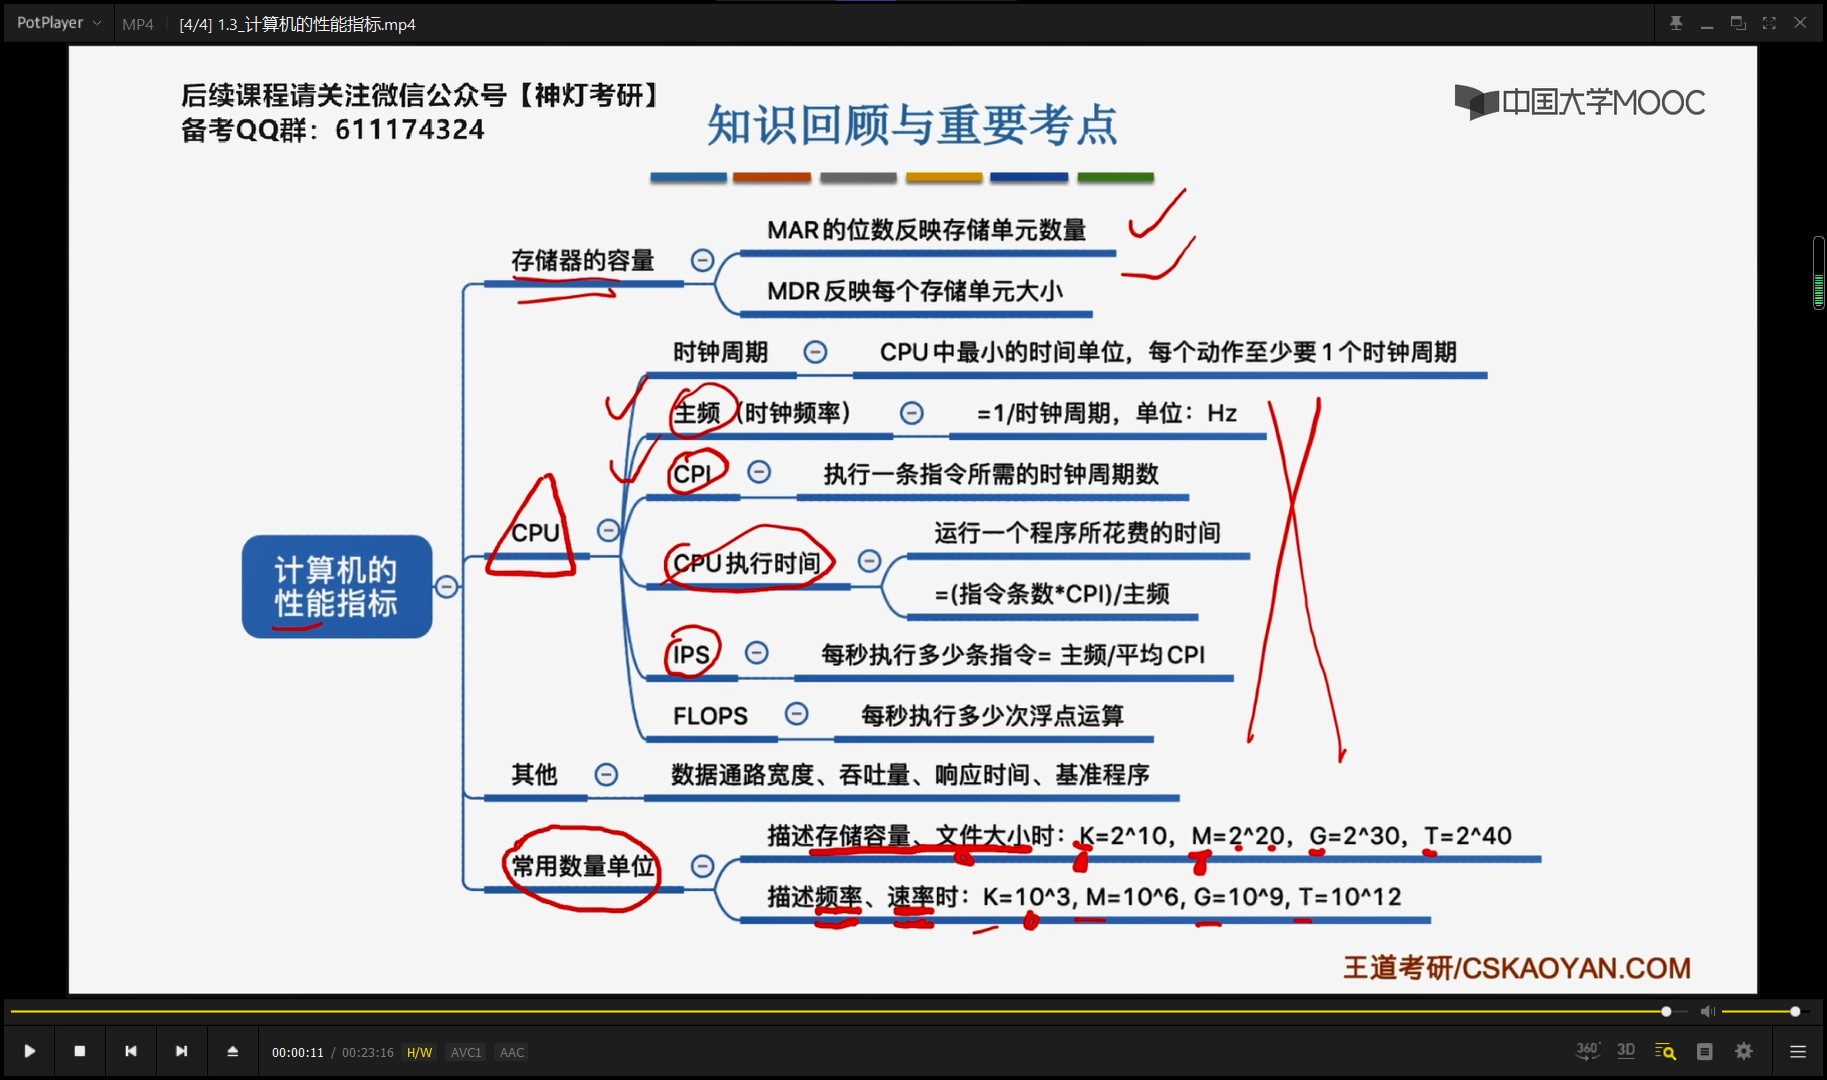 PotPlayer
MP4
[4/4] 1.3_计算机的性能指标.mp4
后续课程请关注微信公众号【神灯考研】
备考QQ群：611174324
知识回顾与重要考点
中国大学MOOC
计算机的
性能指标
存储器的容量
MAR的位数反映存储单元数量
MDR反映每个存储单元大小
CPU
时钟周期
CPU中最小的时间单位，每个动作至少要1个时钟周期
主频（时钟频率）
=1/时钟周期，单位：Hz
CPI
执行一条指令所需的时钟周期数
CPU执行时间
运行一个程序所花费的时间
=(指令条数*CPI)/主频
IPS
每秒执行多少条指令= 主频/平均CPI
FLOPS
每秒执行多少次浮点运算
其他
数据通路宽度、吞吐量、响应时间、基准程序
常用数量单位
描述存储容量、文件大小时：K=2^10，M=2^20，G=2^30，T=2^40
描述频率、速率时：K=10^3, M=10^6, G=10^9, T=10^12
王道考研/CSKAOYAN.COM
00:00:11 / 00:23:16 H/W AVC1 AAC
360° 3D